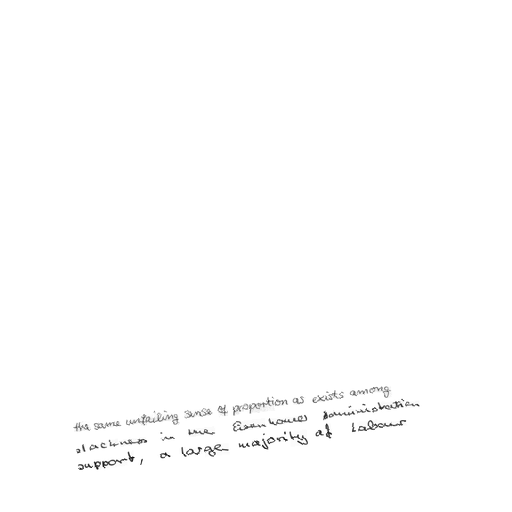 the same unfailing sense of proportion as exists among
slackness in the Eisenhower administration
support, a large majority of Labour